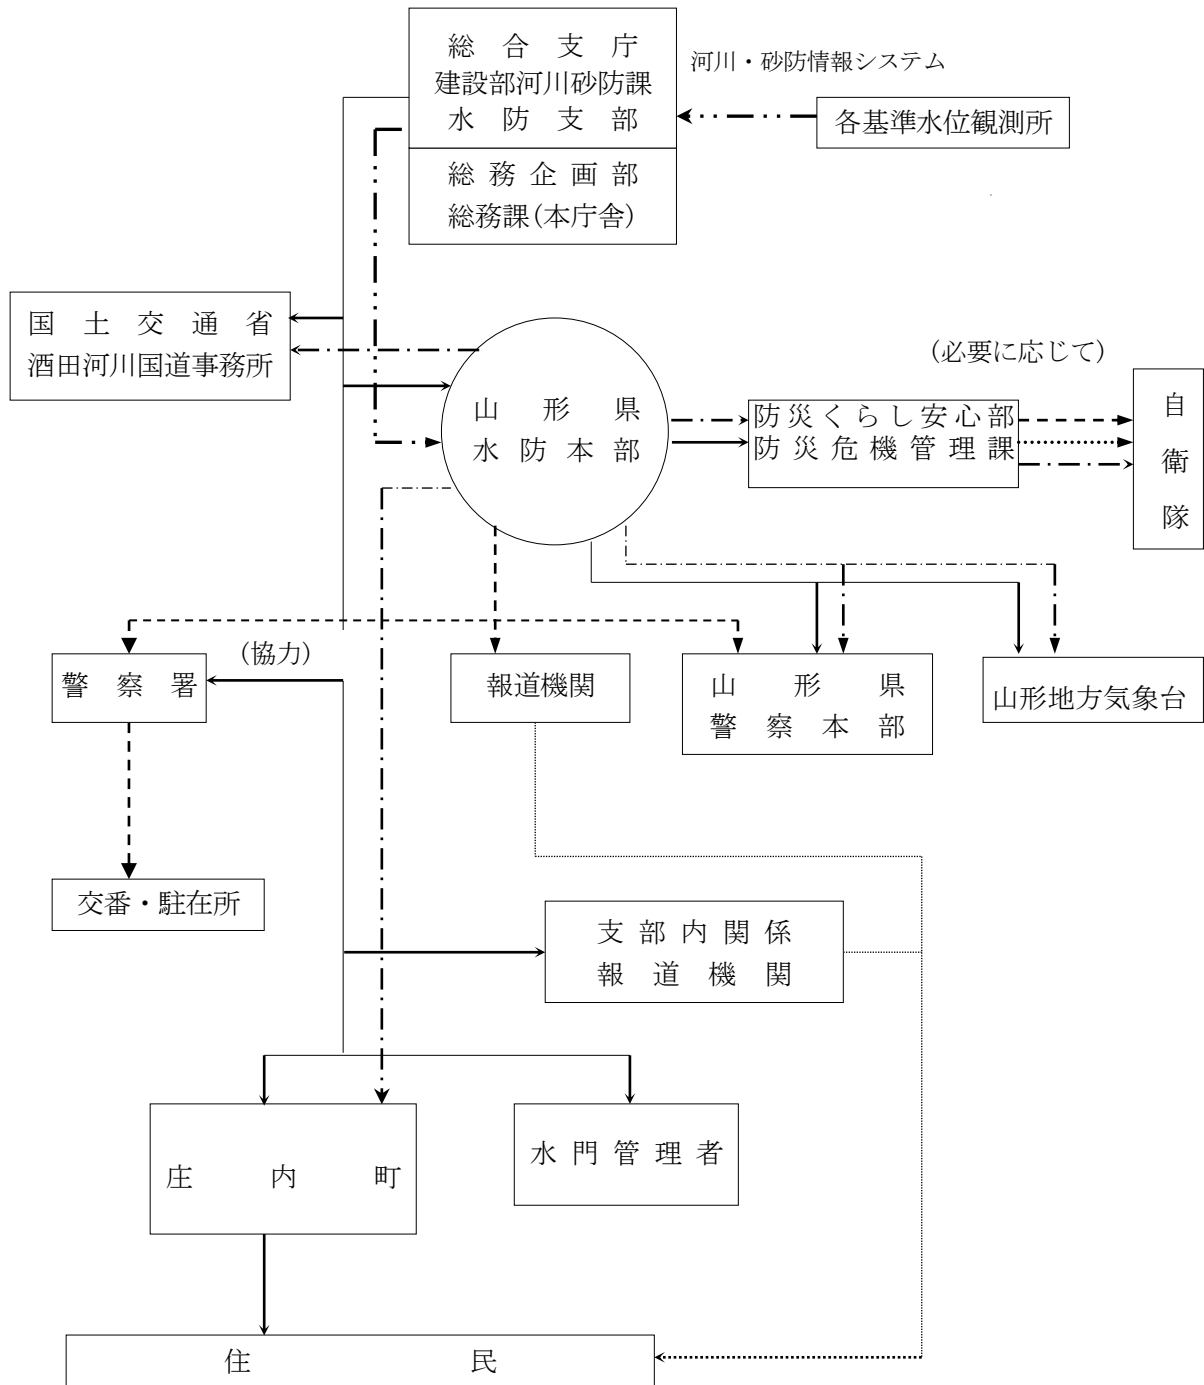 総合支庁
建設部河川砂防課
水防支部
総務企画部
総務課(本庁舎)
河川・砂防情報システム
各基準水位観測所
国土交通省
酒田河川国道事務所
山形県
水防本部
(必要に応じて)
防災くらし安心部
防災危機管理課
自衛隊
警察署
(協力)
報道機関
山形県
警察本部
山形地方気象台
交番・駐在所
支部内関係
報道機関
庄内町
水門管理者
住民